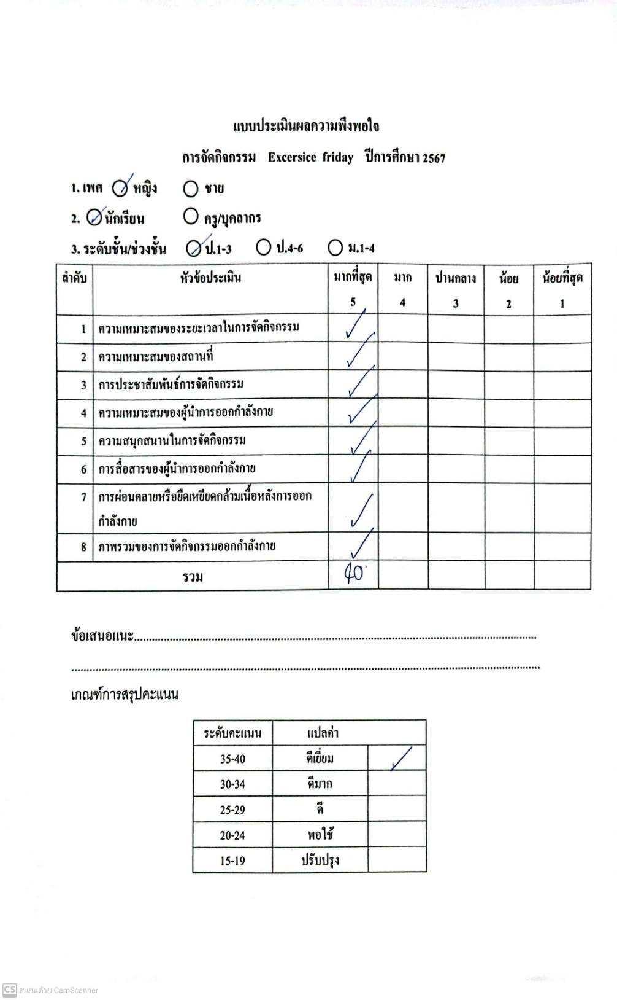 แบบประเมินผลความพึงพอใจ
การจัดกิจกรรม Excersice friday ปีการศึกษา 2567
1. เพศ หญิง ชาย
2. นักเรียน ครู/บุคลากร
3. ระดับชั้น/ช่วงชั้น ป.1-3 ป.4-6 ม.1-4
ลำดับ หัวข้อประเมิน มากที่สุด มาก ปานกลาง น้อย น้อยที่สุด
5 4 3 2 1
1 ความเหมาะสมของระยะเวลาในการจัดกิจกรรม
2 ความเหมาะสมของสถานที่
3 การประชาสัมพันธ์การจัดกิจกรรม
4 ความเหมาะสมของผู้นำการออกกำลังกาย
5 ความสนุกสนานในการจัดกิจกรรม
6 การสื่อสารของผู้นำการออกกำลังกาย
7 การผ่อนคลายหรือยืดเหยียดกล้ามเนื้อหลังการออก
กำลังกาย
8 ภาพรวมของการจัดกิจกรรมออกกำลังกาย
รวม 40
ข้อเสนอแนะ
เกณฑ์การสรุปคะแนน
ระดับคะแนน แปลค่า
35-40 ดีเยี่ยม
30-34 ดีมาก
25-29 ดี
20-24 พอใช้
15-19 ปรับปรุง
CS สแกนด้วย CamScanner